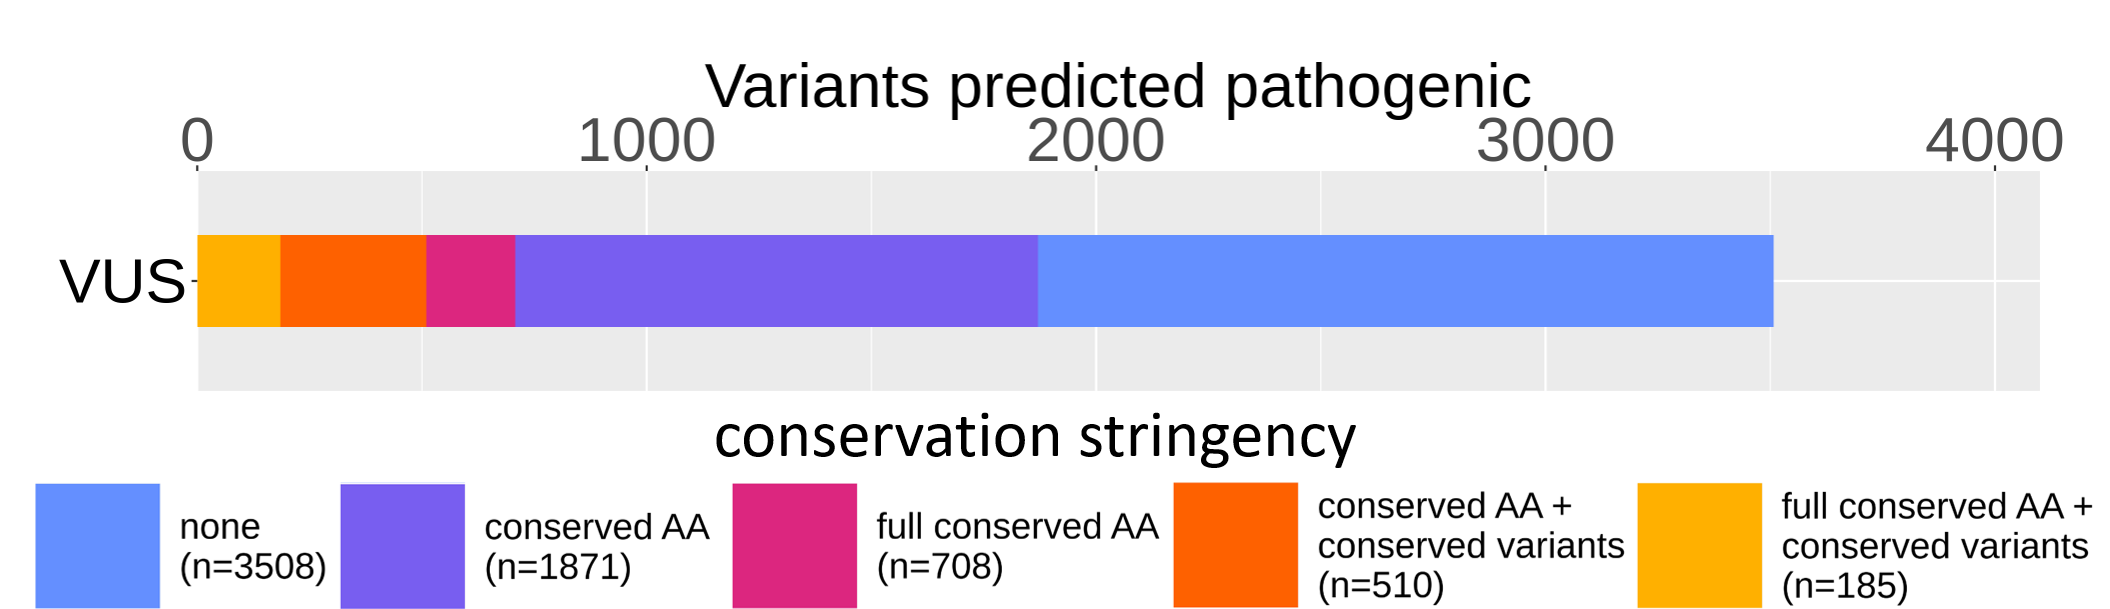 Variants predicted pathogenic
0 1000 2000 3000 4000
VUS
conservation stringency
none
(n=3508)
conserved AA
(n=1871)
full conserved AA
(n=708)
conserved AA +
conserved variants
(n=510)
full conserved AA +
conserved variants
(n=185)